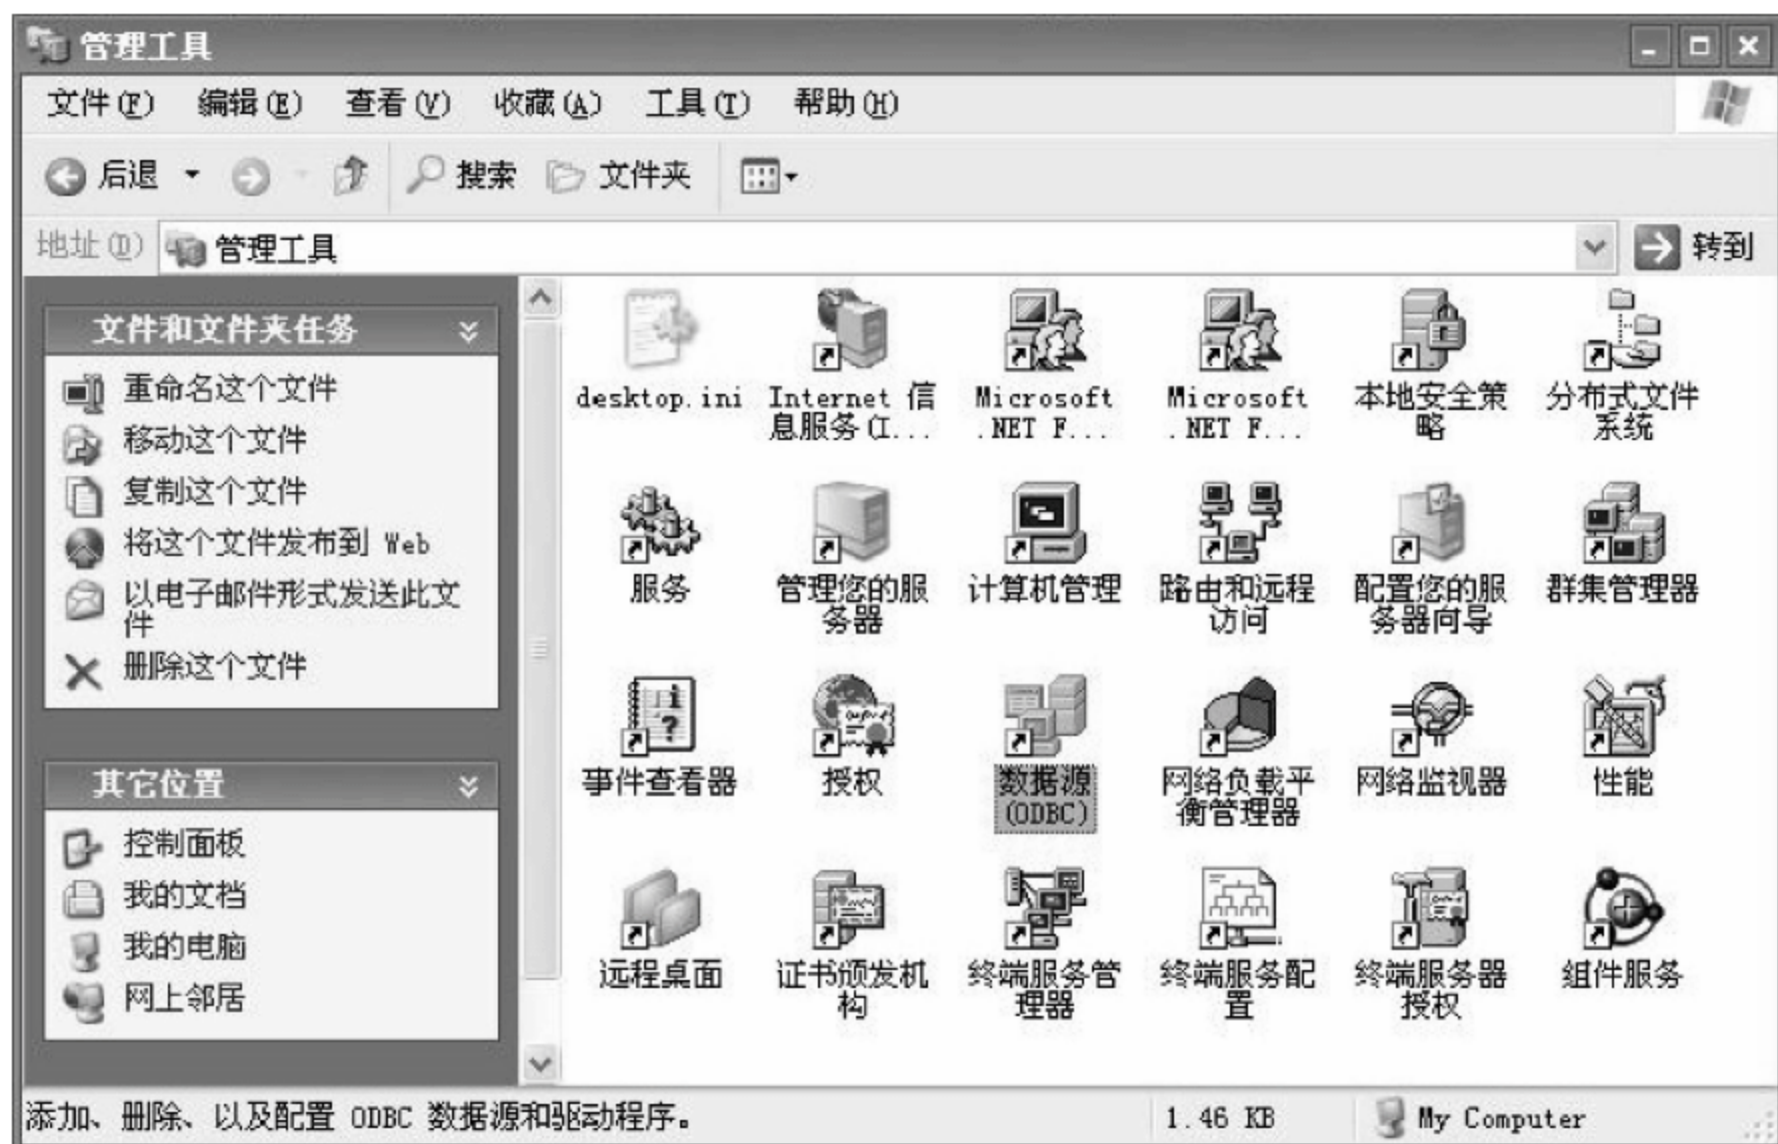 管理工具
文件(F) 编辑(E) 查看(V) 收藏(A) 工具(T) 帮助(H)
后退 搜索 文件夹
地址(D) 管理工具 转到
文件和文件夹任务
重命名这个文件
移动这个文件
复制这个文件
将这个文件发布到 Web
以电子邮件形式发送此文
件
删除这个文件
其它位置
控制面板
我的文档
我的电脑
网上邻居
desktop.ini
Internet 信
息服务(I...
Microsoft
.NET F...
Microsoft
.NET F...
本地安全策
略
分布式文件
系统
服务
管理您的服
务器
计算机管理
路由和远程
访问
配置您的服
务器向导
群集管理器
事件查看器
授权
数据源
(ODBC)
网络负载平
衡管理器
网络监视器
性能
远程桌面
证书颁发机
构
终端服务管
理器
终端服务配
置
终端服务器
授权
组件服务
添加、删除、以及配置 ODBC 数据源和驱动程序。 1.46 KB My Computer